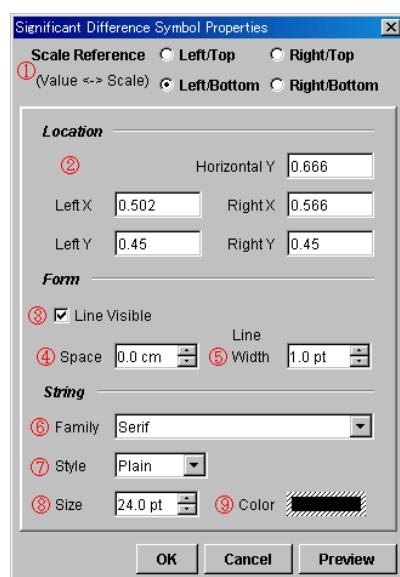 Significant Difference Symbol Properties
Scale Reference Left/Top Right/Top
① (Value <-> Scale) Left/Bottom Right/Bottom
Location
② Horizontal Y 0.666
Left X 0.502 Right X 0.566
Left Y 0.45 Right Y 0.45
Form
③ Line Visible
④ Space 0.0 cm ⑤ Line Width 1.0 pt
String
⑥ Family Serif
⑦ Style Plain
⑧ Size 24.0 pt ⑨ Color
OK Cancel Preview